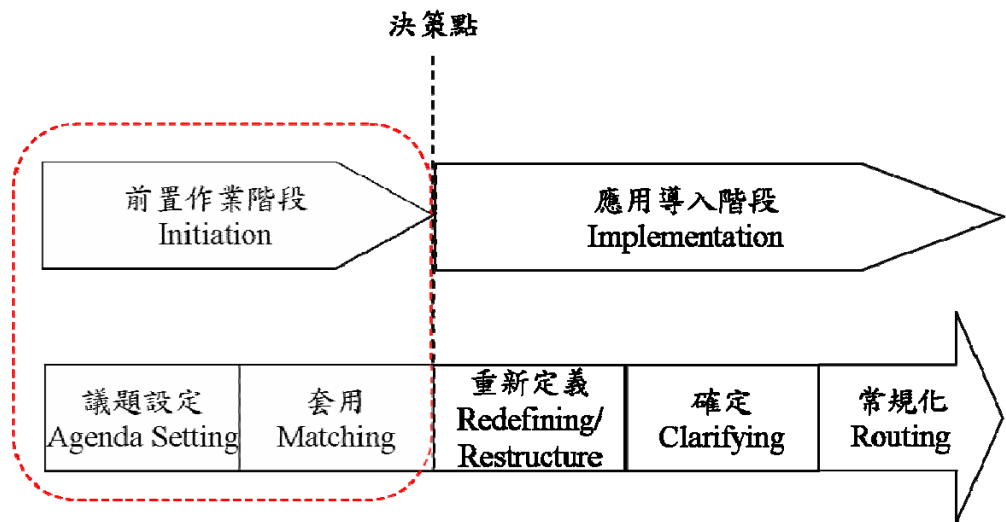 決策點
前置作業階段
Initiation
應用導入階段
Implementation
議題設定
Agenda Setting
套用
Matching
重新定義
Redefining/
Restructure
確定
Clarifying
常規化
Routing